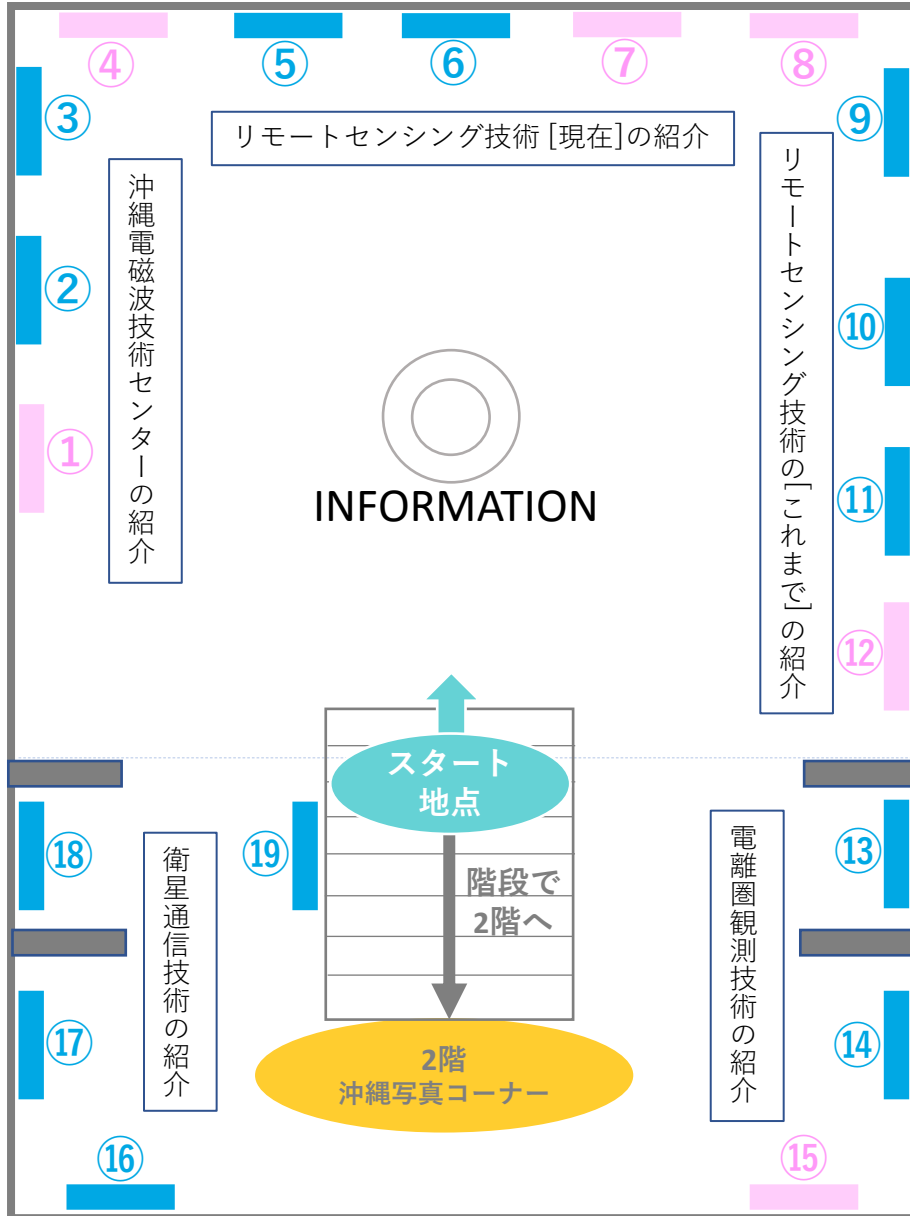 ④
⑤
⑥
⑦
⑧
③
⑨
リモートセンシング技術 [現在]の紹介
沖縄電磁波技術センターの紹介
リモートセンシング技術の[これまで]の紹介
②
⑩
①
⑪
INFORMATION
⑫
スタート
地点
⑱
⑲
⑬
階段で
2階へ
衛星通信技術の紹介
電離圏観測技術の紹介
⑰
⑭
2階
沖縄写真コーナー
⑯
⑮